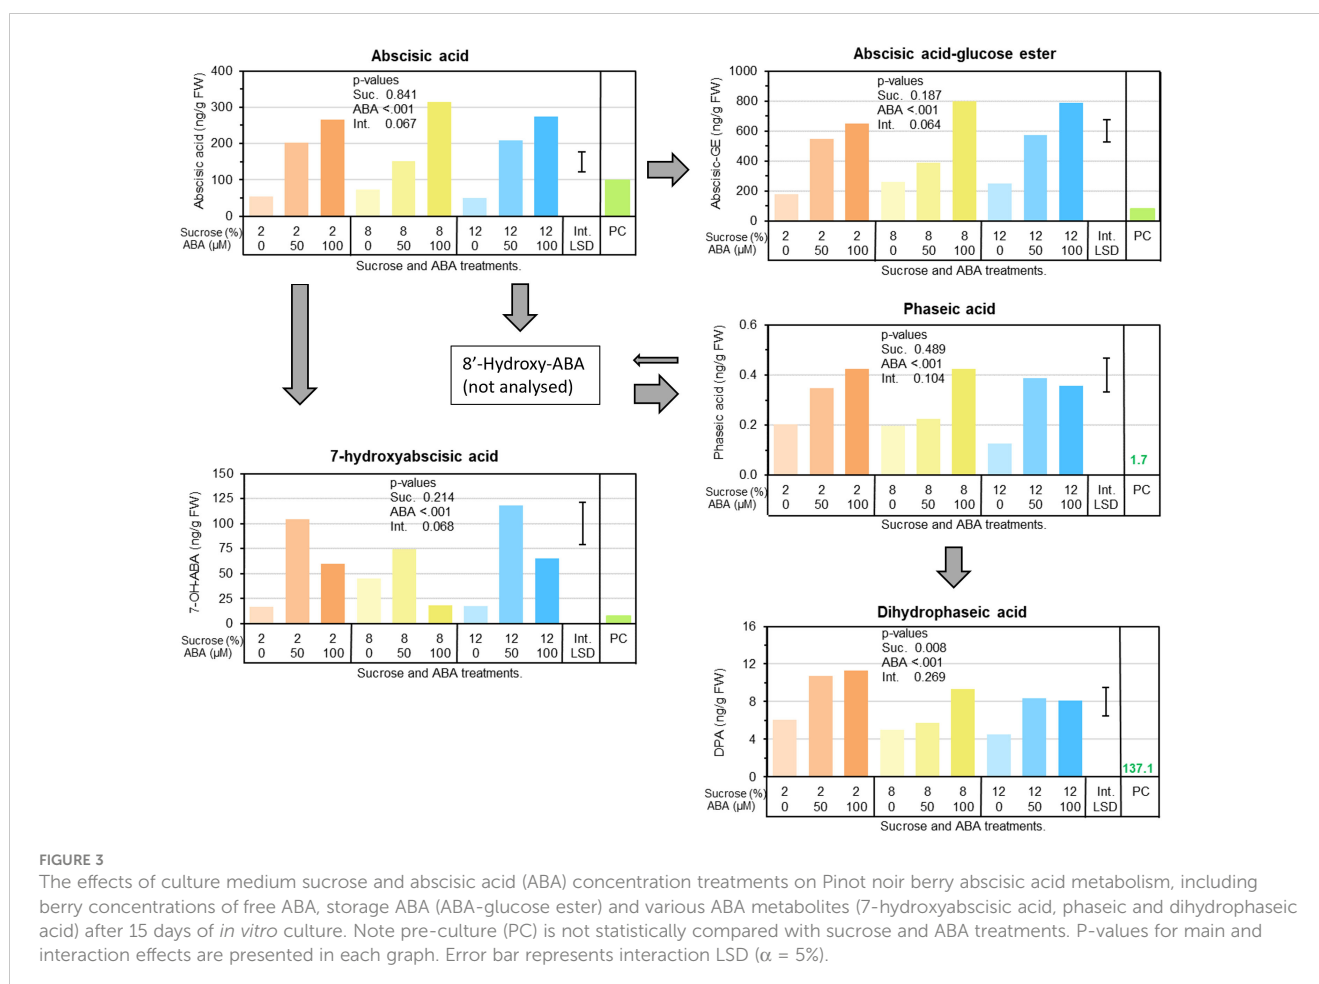 Abscisic acid
Abscisic acid (ng/g FW)
400
300
200
100
0
p-values
Suc. 0.841
ABA <.001
Int. 0.067
Sucrose (%) 2 2 2 8 8 8 12 12 12 Int. PC
ABA (µM) 0 50 100 0 50 100 0 50 100 LSD
Sucrose and ABA treatments.
Abscisic acid-glucose ester
Abscisic-GE (ng/g FW)
1000
800
600
400
200
0
p-values
Suc. 0.187
ABA <.001
Int. 0.064
Sucrose (%) 2 2 2 8 8 8 12 12 12 Int. PC
ABA (µM) 0 50 100 0 50 100 0 50 100 LSD
Sucrose and ABA treatments.
8′-Hydroxy-ABA
(not analysed)
Phaseic acid
Phaseic acid (ng/g FW)
0.6
0.4
0.2
0.0
p-values
Suc. 0.489
ABA <.001
Int. 0.104
1.7
Sucrose (%) 2 2 2 8 8 8 12 12 12 Int. PC
ABA (µM) 0 50 100 0 50 100 0 50 100 LSD
Sucrose and ABA treatments.
7-hydroxyabscisic acid
7-OH-ABA (ng/g FW)
150
125
100
75
50
25
0
p-values
Suc. 0.214
ABA <.001
Int. 0.068
Sucrose (%) 2 2 2 8 8 8 12 12 12 Int. PC
ABA (µM) 0 50 100 0 50 100 0 50 100 LSD
Sucrose and ABA treatments.
Dihydrophaseic acid
DPA (ng/g FW)
16
12
8
4
0
p-values
Suc. 0.008
ABA <.001
Int. 0.269
137.1
Sucrose (%) 2 2 2 8 8 8 12 12 12 Int. PC
ABA (µM) 0 50 100 0 50 100 0 50 100 LSD
Sucrose and ABA treatments.
FIGURE 3
The effects of culture medium sucrose and abscisic acid (ABA) concentration treatments on Pinot noir berry abscisic acid metabolism, including
berry concentrations of free ABA, storage ABA (ABA-glucose ester) and various ABA metabolites (7-hydroxyabscisic acid, phaseic and dihydrophaseic
acid) after 15 days of in vitro culture. Note pre-culture (PC) is not statistically compared with sucrose and ABA treatments. P-values for main and
interaction effects are presented in each graph. Error bar represents interaction LSD (α = 5%).